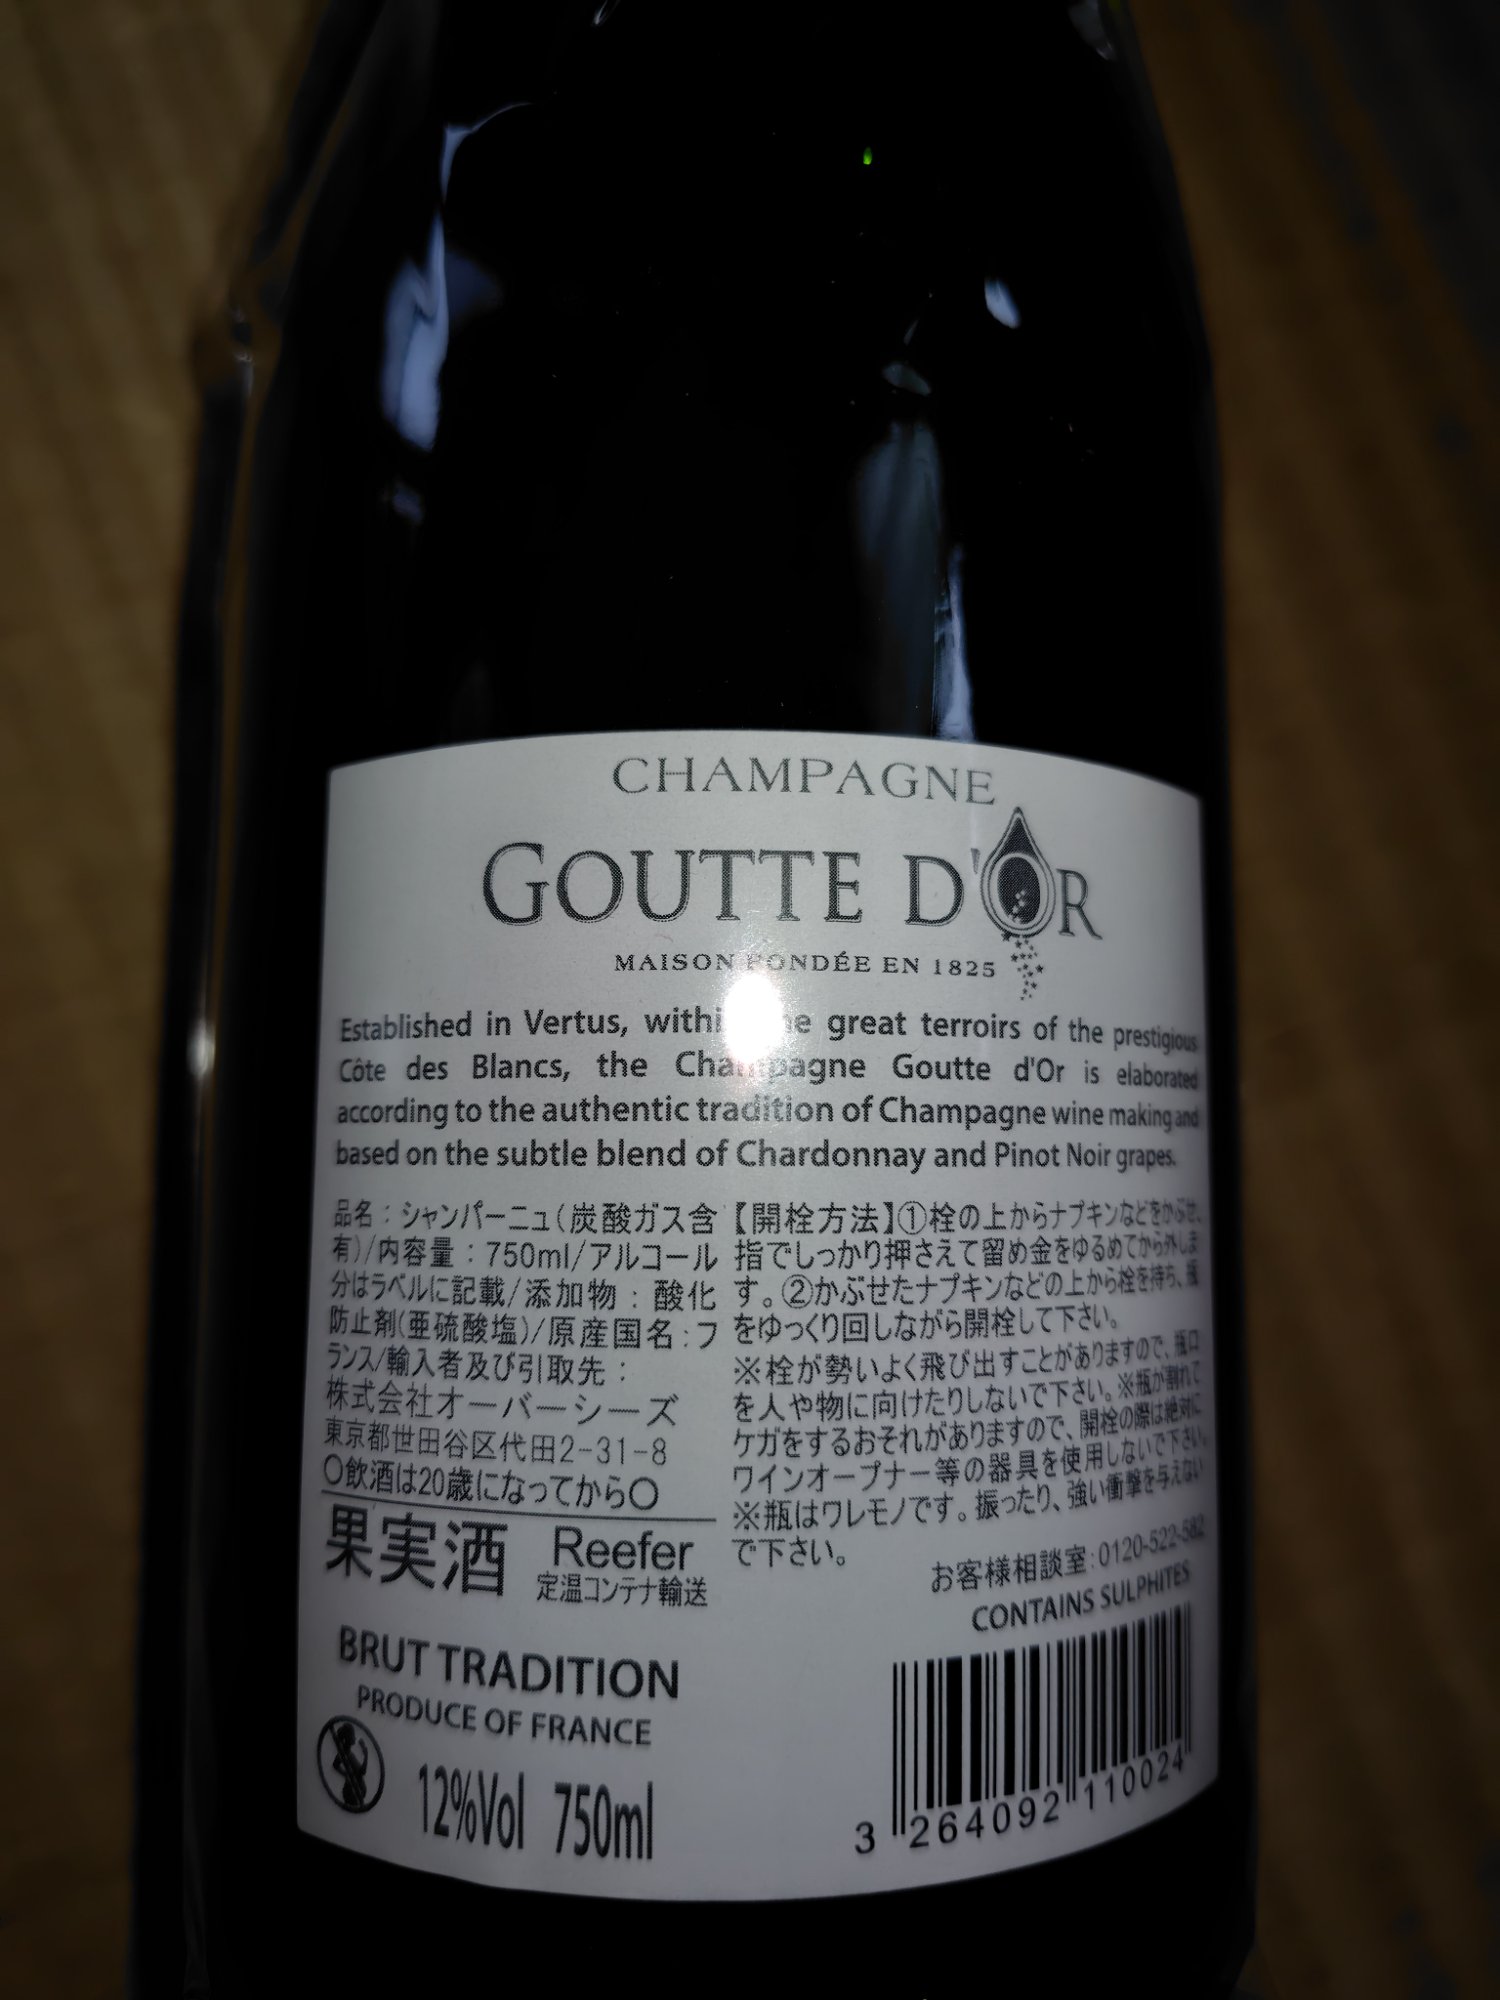 CHAMPAGNE
GOUTTE D'OR
MAISON FONDÉE EN 1825
Established in Vertus, within the great terroirs of the prestigious
Côte des Blancs, the Champagne Goutte d'Or is elaborated
according to the authentic tradition of Champagne wine making and
based on the subtle blend of Chardonnay and Pinot Noir grapes.
品名：シャンパーニュ（炭酸ガス含
有）/内容量：750ml/アルコール
分はラベルに記載/添加物：酸化
防止剤(亜硫酸塩)/原産国名：フ
ランス/輸入者及び引取先：
株式会社オーバーシーズ
東京都世田谷区代田2-31-8
〇飲酒は20歳になってから〇
果実酒
Reefer
定温コンテナ輸送
【開栓方法】①栓の上からナプキンなどをかぶせ、
指でしっかり押さえて留め金をゆるめてから外しま
す。②かぶせたナプキンなどの上から栓を持ち、瓶
をゆっくり回しながら開栓して下さい。
※栓が勢いよく飛び出すことがありますので、瓶口
を人や物に向けたりしないで下さい。※瓶が割れて
ケガをするおそれがありますので、開栓の際は絶対に
ワインオープナー等の器具を使用しないで下さい。
※瓶はワレモノです。振ったり、強い衝撃を与えない
で下さい。
お客様相談室：0120-522-582
CONTAINS SULPHITES
BRUT TRADITION
PRODUCE OF FRANCE
12%Vol 750ml
3 264092 110024